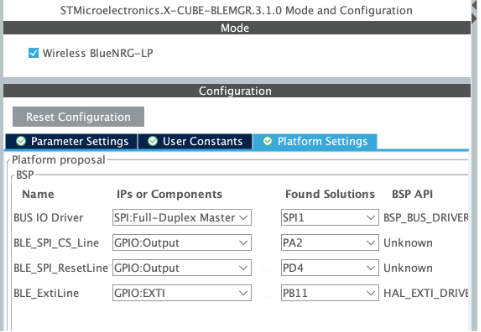 STMicroelectronics.X-CUBE-BLEMGR.3.1.0 Mode and Configuration
Mode
Wireless BlueNRG-LP
Configuration
Reset Configuration
Parameter Settings User Constants Platform Settings
Platform proposal
BSP
Name IPs or Components Found Solutions BSP API
BUS IO Driver SPI:Full-Duplex Master SPI1 BSP_BUS_DRIVER
BLE_SPI_CS_Line GPIO:Output PA2 Unknown
BLE_SPI_ResetLine GPIO:Output PD4 Unknown
BLE_ExtiLine GPIO:EXTI PB11 HAL_EXTI_DRIVE